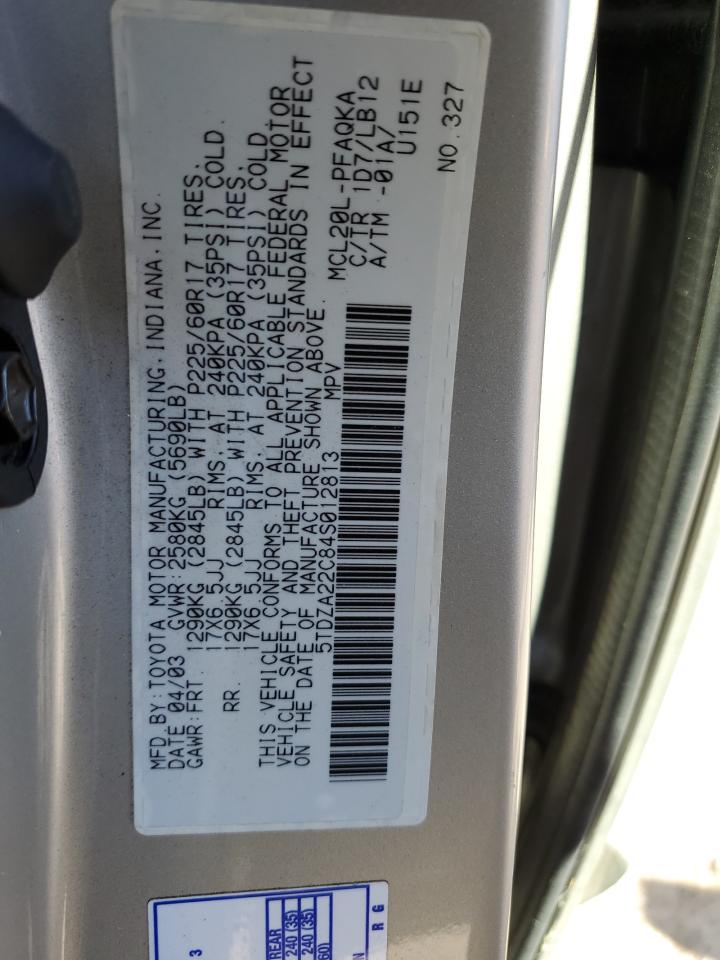 MFD.BY:TOYOTA MOTOR MANUFACTURING,INDIANA,INC.
DATE 04/03 GVWR:2580KG (5690LB)
GAWR:FRT. 1290KG (2845LB) WITH P225/60R17 TIRES,
17X6.5JJ RIMS, AT 240KPA (35PSI) COLD.
RR. 1290KG (2845LB) WITH P225/60R17 TIRES,
17X6.5JJ RIMS, AT 240KPA (35PSI) COLD.
THIS VEHICLE CONFORMS TO ALL APPLICABLE FEDERAL MOTOR
VEHICLE SAFETY AND THEFT PREVENTION STANDARDS IN EFFECT
ON THE DATE OF MANUFACTURE SHOWN ABOVE.
5TDZA22C84S012813 MPV
MCL20L-PFAQKA
C/TR 1D7/LB12
A/TM -01A/
U151E
NO.327
3
REAR
240 (35)
240 (35)
60)
N R G